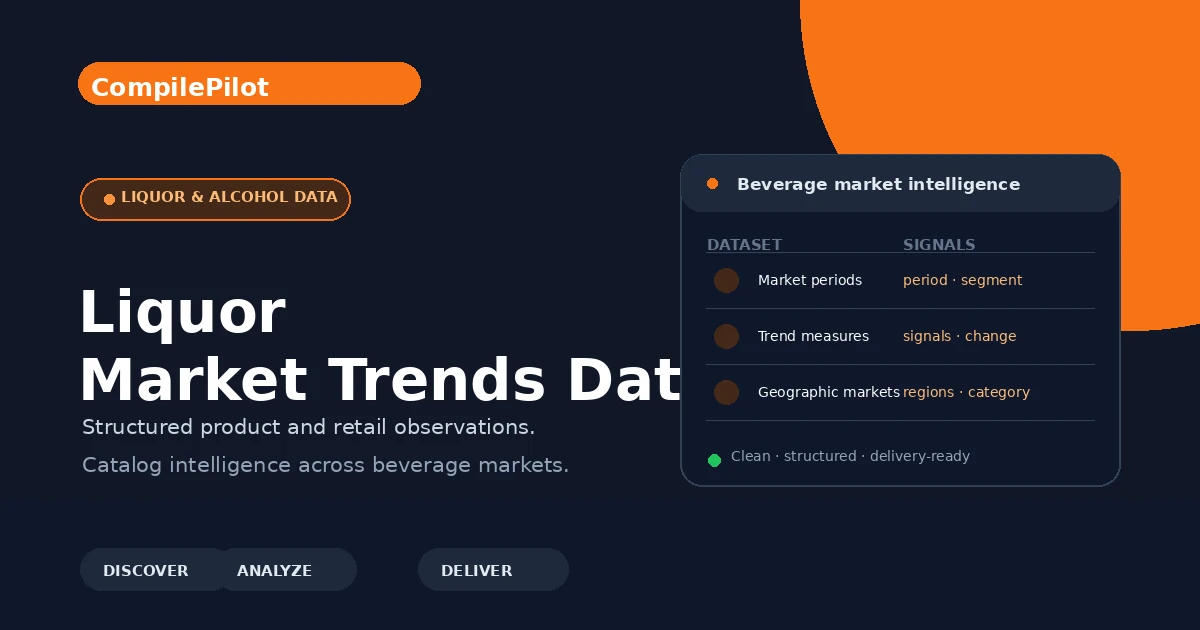 CompilePilot
LIQUOR & ALCOHOL DATA
Liquor
Market Trends Dat
Structured product and retail observations.
Catalog intelligence across beverage markets.
DISCOVER
ANALYZE
DELIVER
Beverage market intelligence
DATASET SIGNALS
Market periods period · segment
Trend measures signals · change
Geographic markets regions · category
Clean · structured · delivery-ready